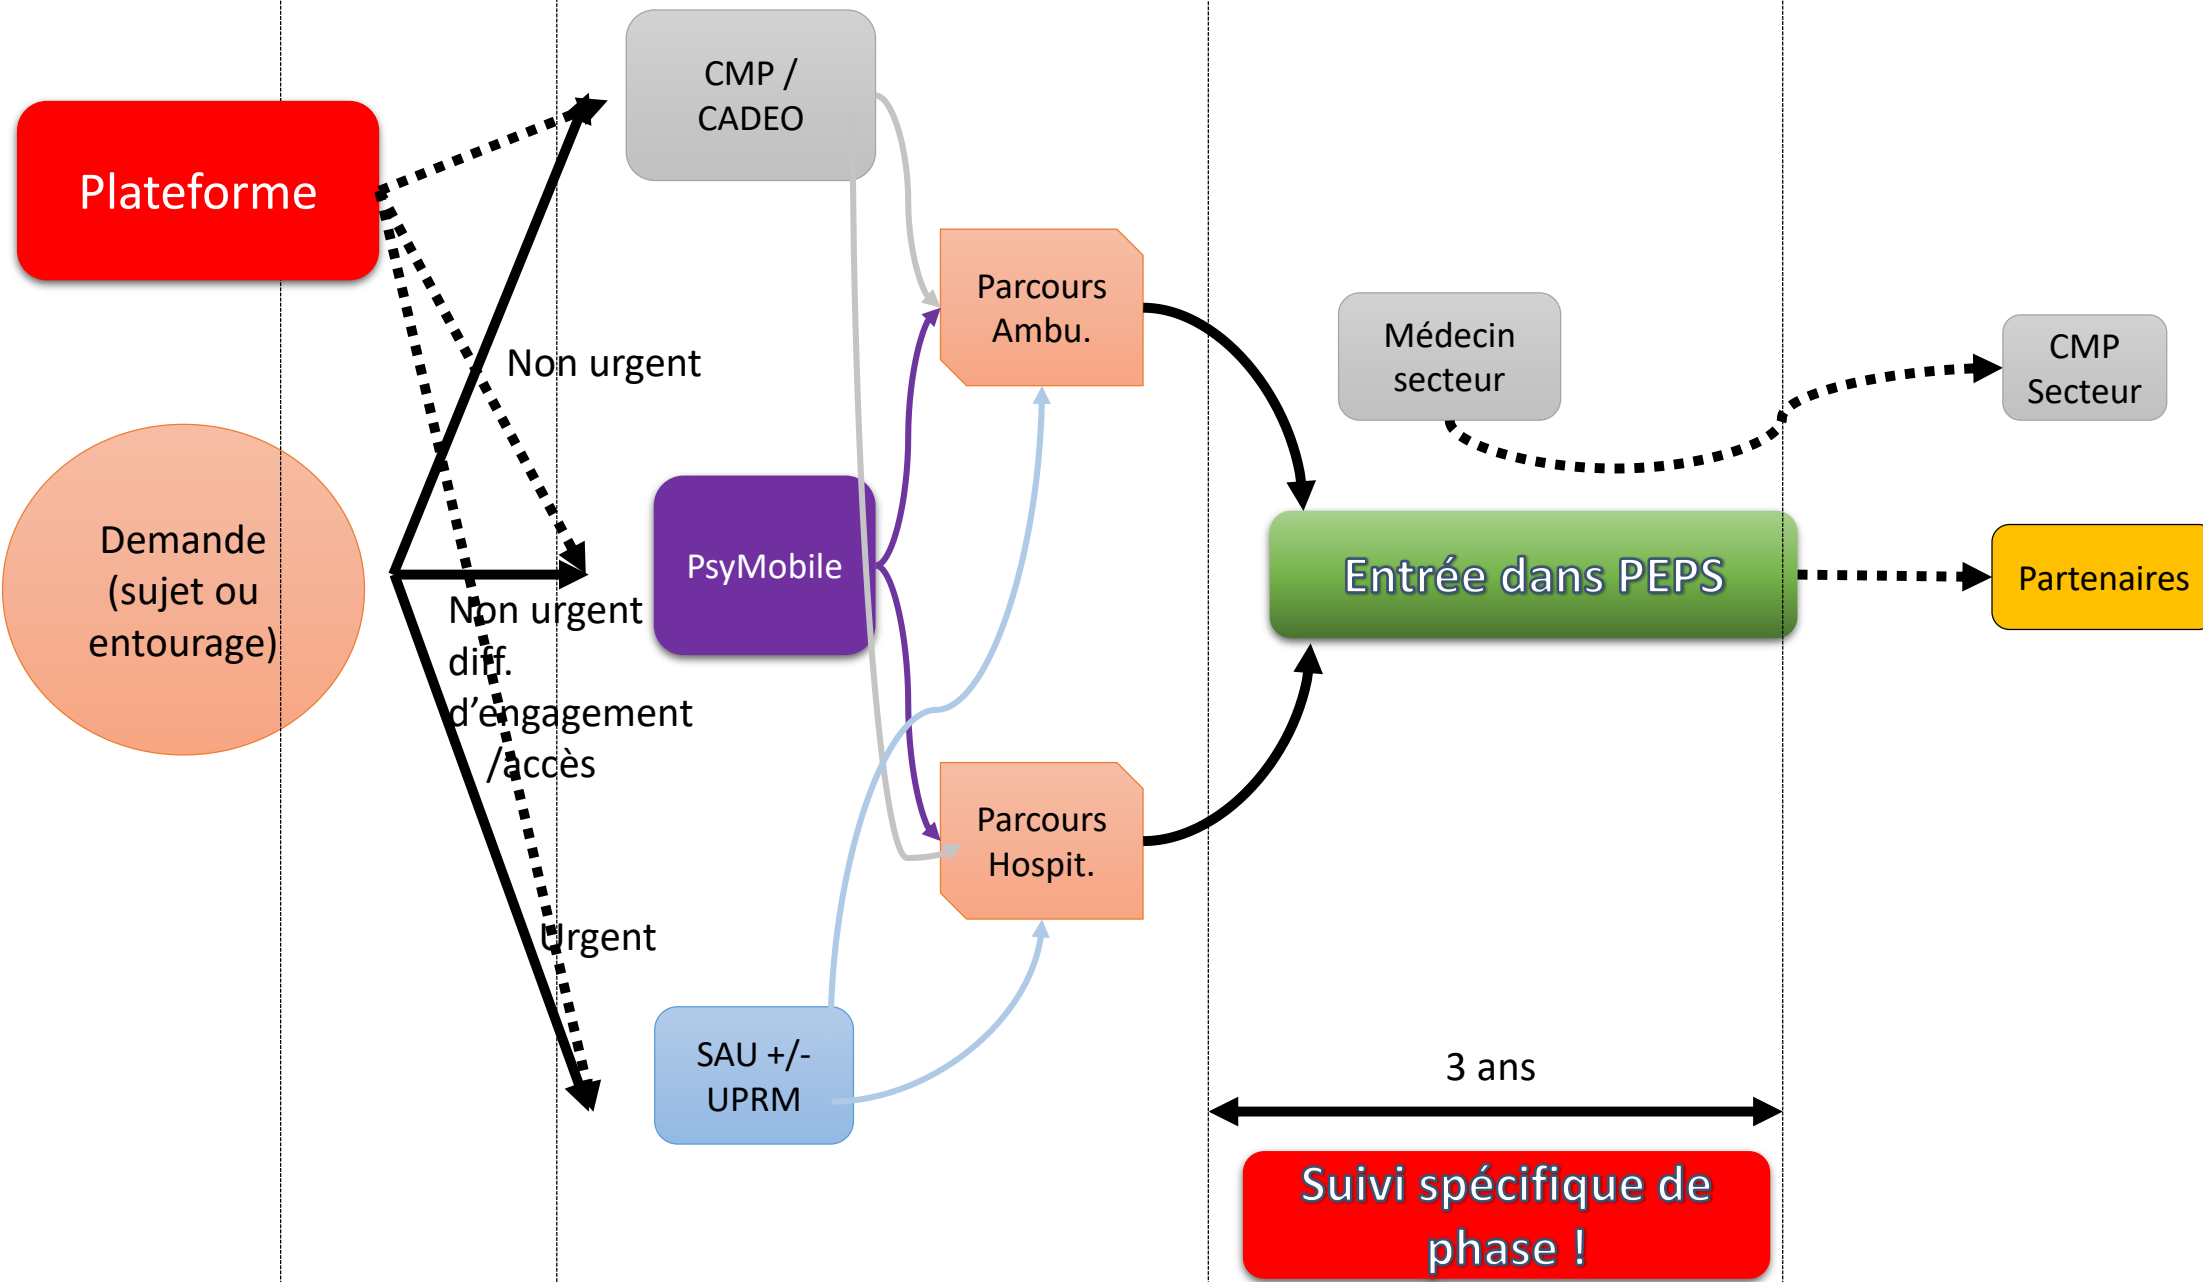 Plateforme
Demande
(sujet ou
entourage)
Non urgent
Non urgent
diff.
d’engagement
/accès
Urgent
CMP /
CADEO
PsyMobile
SAU +/-
UPRM
Parcours
Ambu.
Parcours
Hospit.
Médecin
secteur
Entrée dans PEPS
3 ans
Suivi spécifique de
phase !
CMP
Secteur
Partenaires